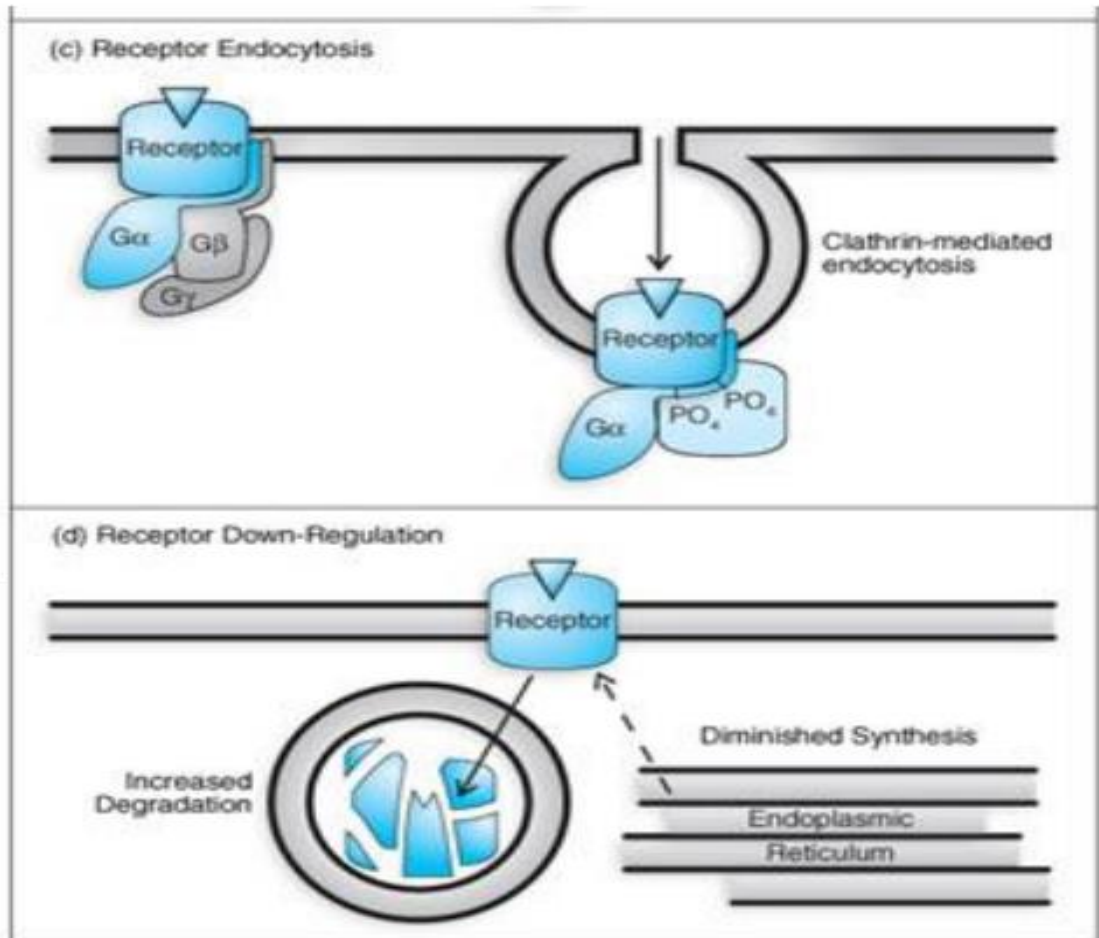 (c) Receptor Endocytosis
Receptor
Gα
Gβ
Gγ
Clathrin-mediated
endocytosis
Receptor
Gα
PO₄
PO₄
(d) Receptor Down-Regulation
Receptor
Diminished Synthesis
Increased
Degradation
Endoplasmic
Reticulum